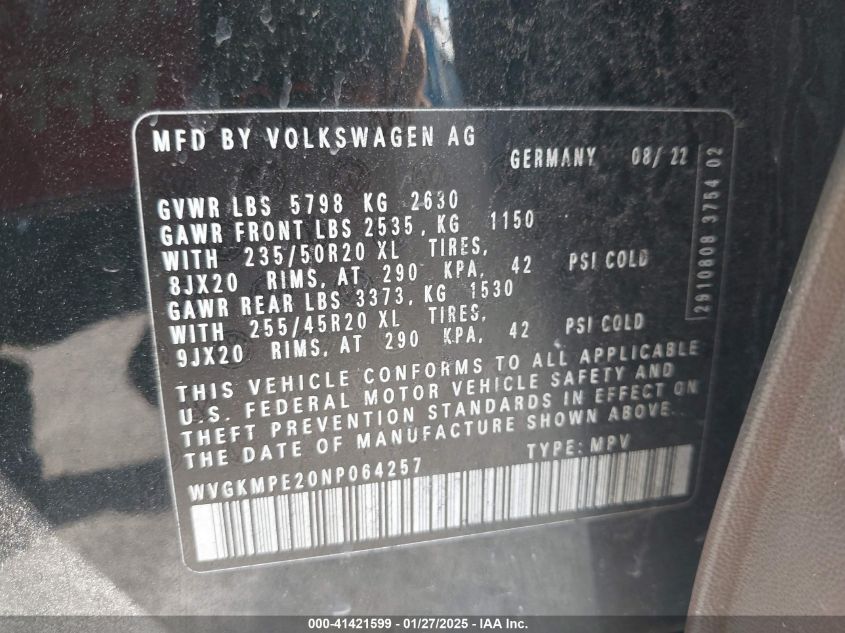 MFD BY VOLKSWAGEN AG
GERMANY 08/22
GVWR LBS 5798 KG 2630
GAWR FRONT LBS 2535, KG 1150
WITH 235/50R20 XL TIRES,
8JX20 RIMS, AT 290 KPA, 42 PSI COLD
GAWR REAR LBS 3373, KG 1530
WITH 255/45R20 XL TIRES,
9JX20 RIMS, AT 290 KPA, 42 PSI COLD
THIS VEHICLE CONFORMS TO ALL APPLICABLE
U.S. FEDERAL MOTOR VEHICLE SAFETY AND
THEFT PREVENTION STANDARDS IN EFFECT ON
THE DATE OF MANUFACTURE SHOWN ABOVE.
WVGKMPE20NP064257 TYPE: MPV
2910808 3754 02
000-41421599 - 01/27/2025 - IAA Inc.